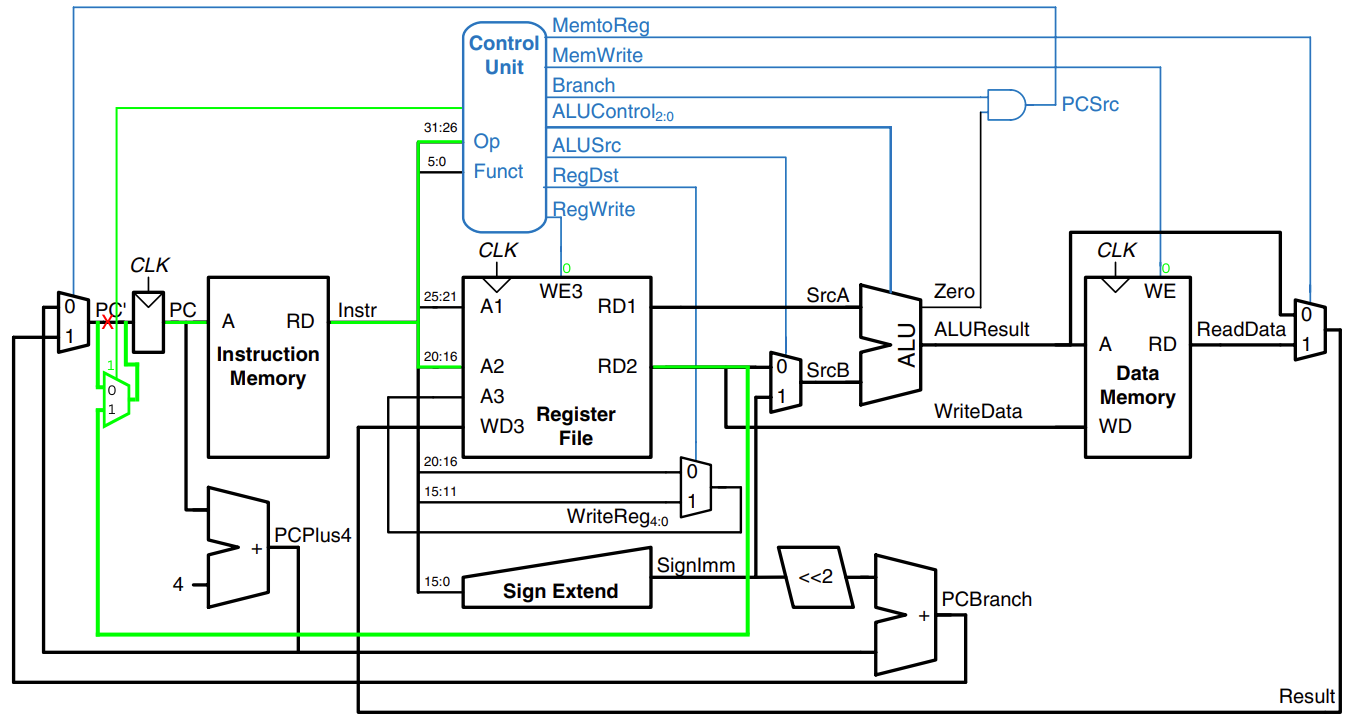 MemtoReg
Control
Unit
MemWrite
Branch
PCSrc
ALUControl2:0
31:26
Op
ALUSrc
5:0
Funct
RegDst
RegWrite
CLK
CLK
CLK
0
0
0
1
PC'
X
PC
A
RD
Instruction
Memory
Instr
25:21
A1
WE3
RD1
SrcA
Zero
WE
0
1
ALU
ALUResult
A
RD
ReadData
Data
Memory
1
0
1
20:16
A2
RD2
0
1
SrcB
A3
WD3
Register
File
WriteData
WD
20:16
0
15:11
1
WriteReg4:0
PCPlus4
+
4
15:0
Sign Extend
SignImm
<<2
PCBranch
+
Result